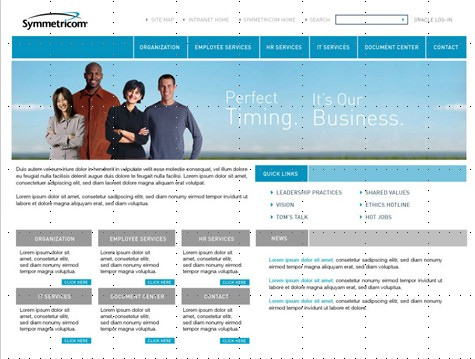 Symmetricom
SITE MAP INTRANET HOME SYMMETRICOM HOME SEARCH ORACLE LOG-IN
ORGANIZATION EMPLOYEE SERVICES HR SERVICES IT SERVICES DOCUMENT CENTER CONTACT
Perfect It's Our
Timing. Business.
Duis autem vel eum iriure dolor in hendrerit in vulputate velit esse molestie consequat, vel illum dolore
eu feugiat nulla facilisis delenit augue duis dolore te feugait nulla facilisi. Lorem ipsum dolor sit amet,
consectetuer adipiscing elit, sed diam laoreet dolore magna aliquam erat volutpat.
Lorem ipsum dolor sit amet, consetetur sadipscing elitr, sed diam nonumy eirmod tempor invidunt ut
labore et dolore magna aliquyam erat, sed diam voluptua.
QUICK LINKS
LEADERSHIP PRACTICES SHARED VALUES
VISION ETHICS HOTLINE
TOM'S TALK HOT JOBS
ORGANIZATION EMPLOYEE SERVICES HR SERVICES
Lorem ipsum dolor sit Lorem ipsum dolor sit Lorem ipsum dolor sit
amet, consetetur amet, consetetur amet, consetetur
sadipscing elitr, sed sadipscing elitr, sed sadipscing elitr, sed
diam nonumy eirmod diam nonumy eirmod diam nonumy eirmod
tempor magna voluptua. tempor magna voluptua. tempor magna voluptua.
CLICK HERE CLICK HERE CLICK HERE
IT SERVICES DOCUMENT CENTER CONTACT
Lorem ipsum dolor sit Lorem ipsum dolor sit Lorem ipsum dolor sit
amet, consetetur amet, consetetur amet, consetetur
sadipscing elitr, sed sadipscing elitr, sed sadipscing elitr, sed
diam nonumy eirmod diam nonumy eirmod diam nonumy eirmod
tempor magna voluptua. tempor magna voluptua. tempor magna voluptua.
CLICK HERE CLICK HERE CLICK HERE
NEWS
Lorem ipsum dolor sit amet, consetetur sadipscing elitr,
sed diam nonumy eirmod tempor magna voluptua.
Lorem ipsum dolor sit amet, consetetur sadipscing elitr,
sed diam nonumy eirmod tempor invidunt ut
labore et dolore magna aliquyam erat, sed diam voluptua.
Lorem ipsum dolor sit amet, consetetur sadipscing elitr, sed
diam nonumy eirmod tempor invidunt ut labore et dolore.